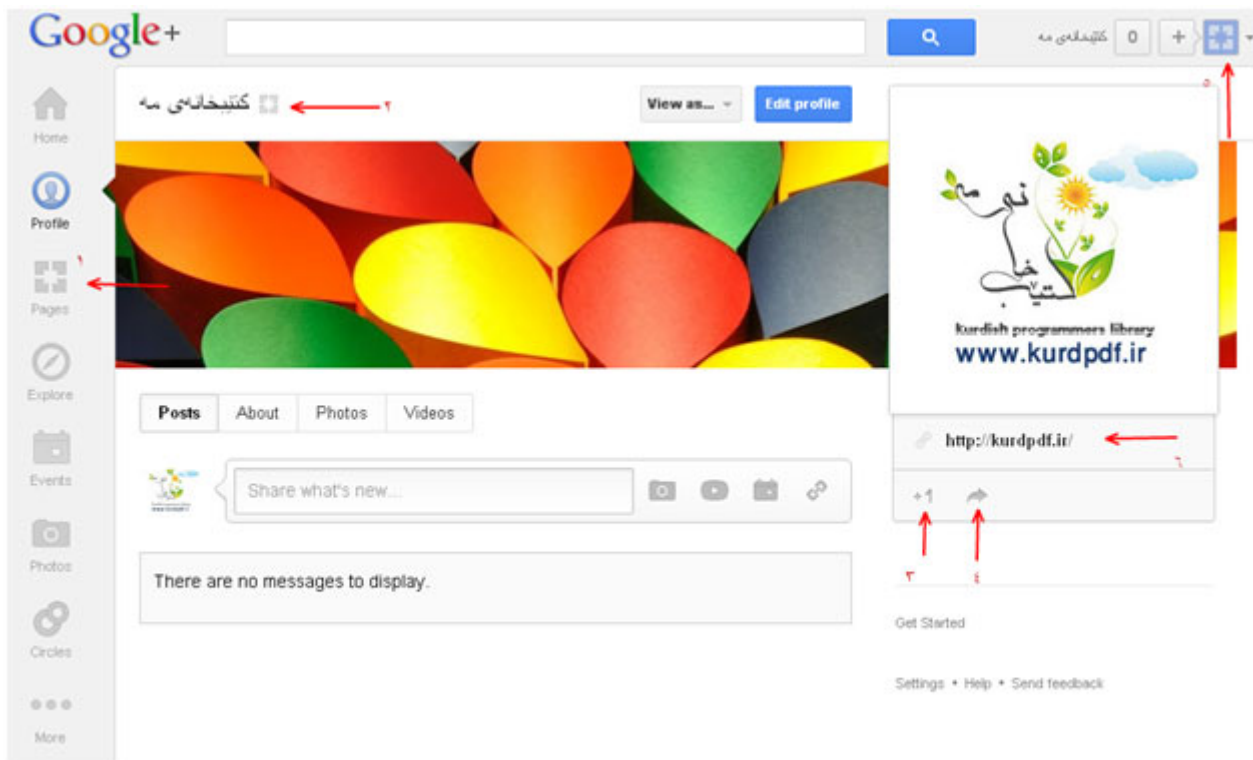 Google+
کتێبخانەی مە 0 +
٥
کتێبخانەی مە ٢
View as... Edit profile
Home
Profile
١
Pages
Explore
Events
Photos
Circles
More
کتێبخانەی مە
kurdish programmers library
www.kurdpdf.ir
Posts About Photos Videos
http://kurdpdf.ir/
٦
Share what's new...
+1
٣ ٤
There are no messages to display.
Get Started
Settings • Help • Send feedback